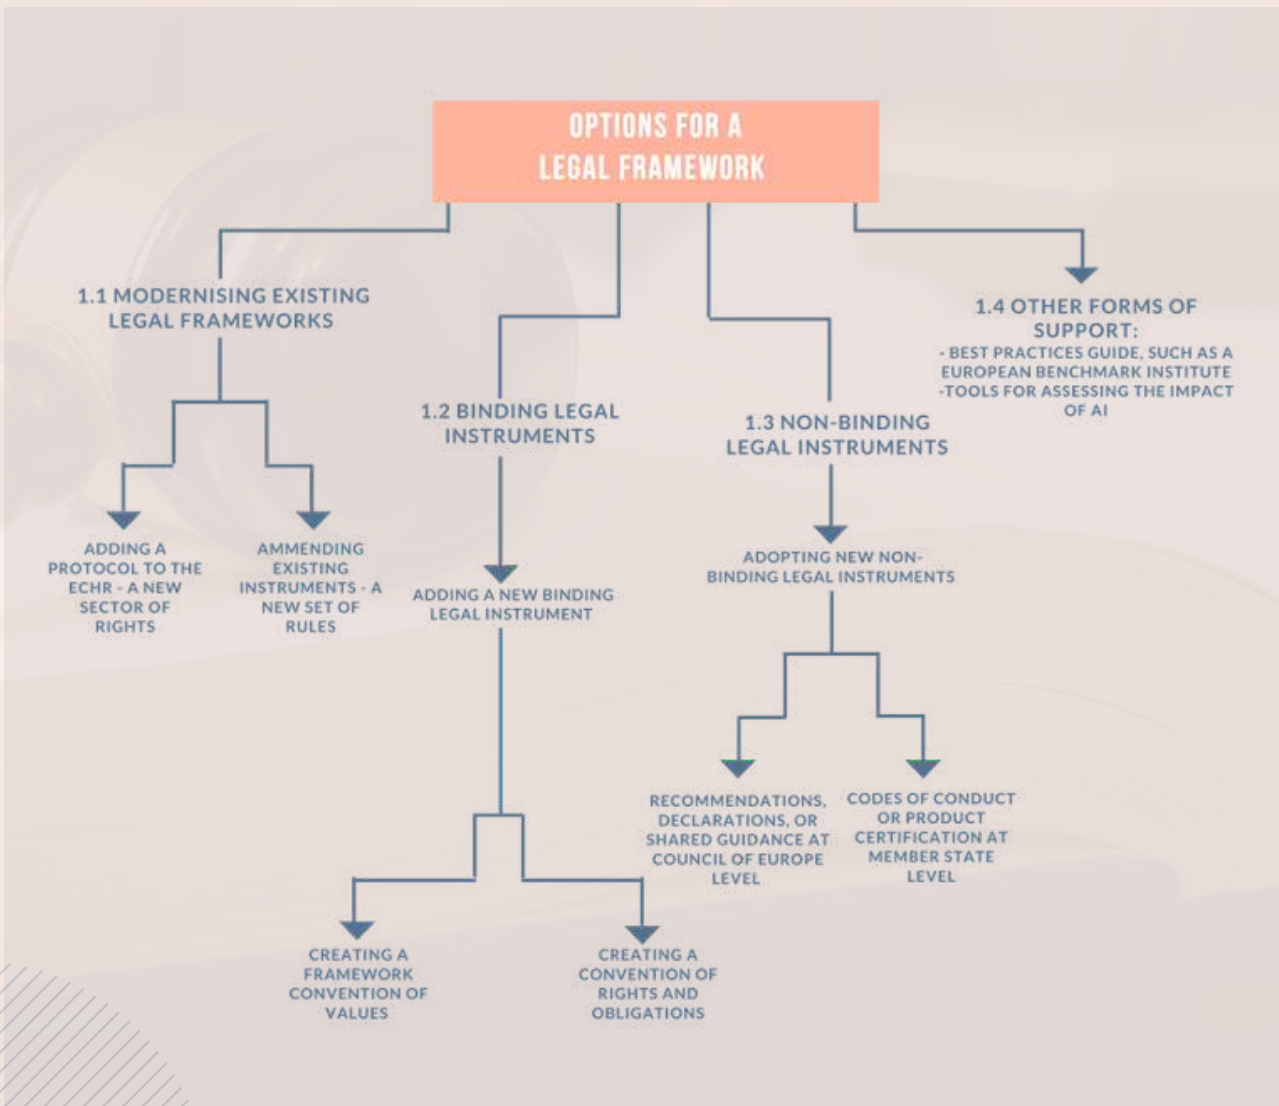 OPTIONS FOR A
LEGAL FRAMEWORK
1.1 MODERNISING EXISTING
LEGAL FRAMEWORKS
ADDING A
PROTOCOL TO THE
ECHR - A NEW
SECTOR OF
RIGHTS
AMMENDING
EXISTING
INSTRUMENTS - A
NEW SET OF
RULES
1.2 BINDING LEGAL
INSTRUMENTS
ADDING A NEW BINDING
LEGAL INSTRUMENT
CREATING A
FRAMEWORK
CONVENTION OF
VALUES
CREATING A
CONVENTION OF
RIGHTS AND
OBLIGATIONS
1.3 NON-BINDING
LEGAL INSTRUMENTS
ADOPTING NEW NON-
BINDING LEGAL INSTRUMENTS
RECOMMENDATIONS,
DECLARATIONS, OR
SHARED GUIDANCE AT
COUNCIL OF EUROPE
LEVEL
CODES OF CONDUCT
OR PRODUCT
CERTIFICATION AT
MEMBER STATE
LEVEL
1.4 OTHER FORMS OF
SUPPORT:
- BEST PRACTICES GUIDE, SUCH AS A
EUROPEAN BENCHMARK INSTITUTE
-TOOLS FOR ASSESSING THE IMPACT
OF AI